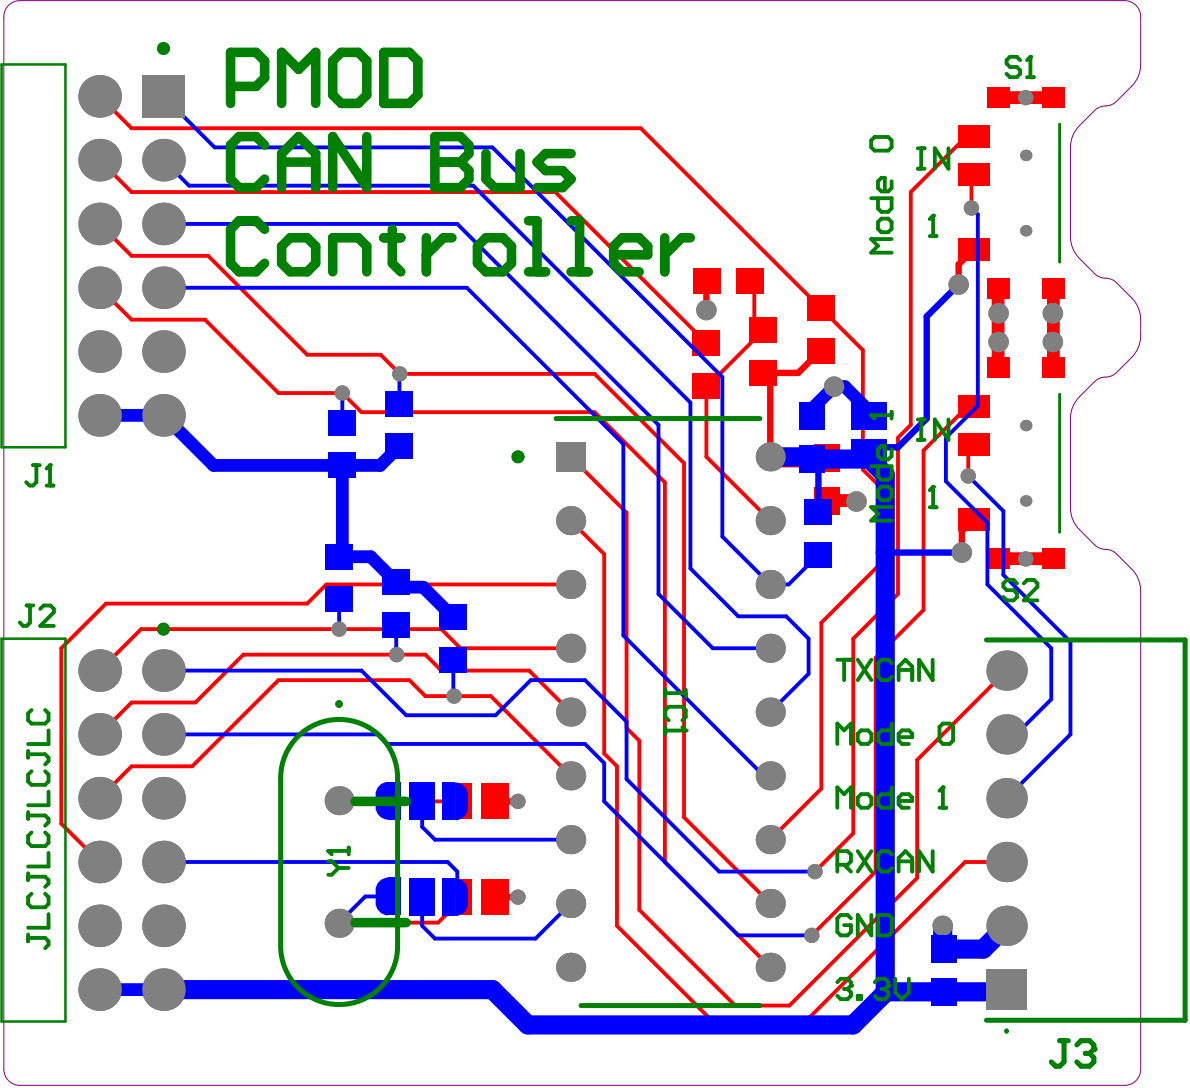 PMOD
CAN Bus
Controller
S1
Mode 0
IN
1
J1
Mode 1
IN
1
S2
J2
IC1
TXCAN
Mode 0
Mode 1
RXCAN
GND
3.3V
JLCJLCJLCJLC
Y1
J3